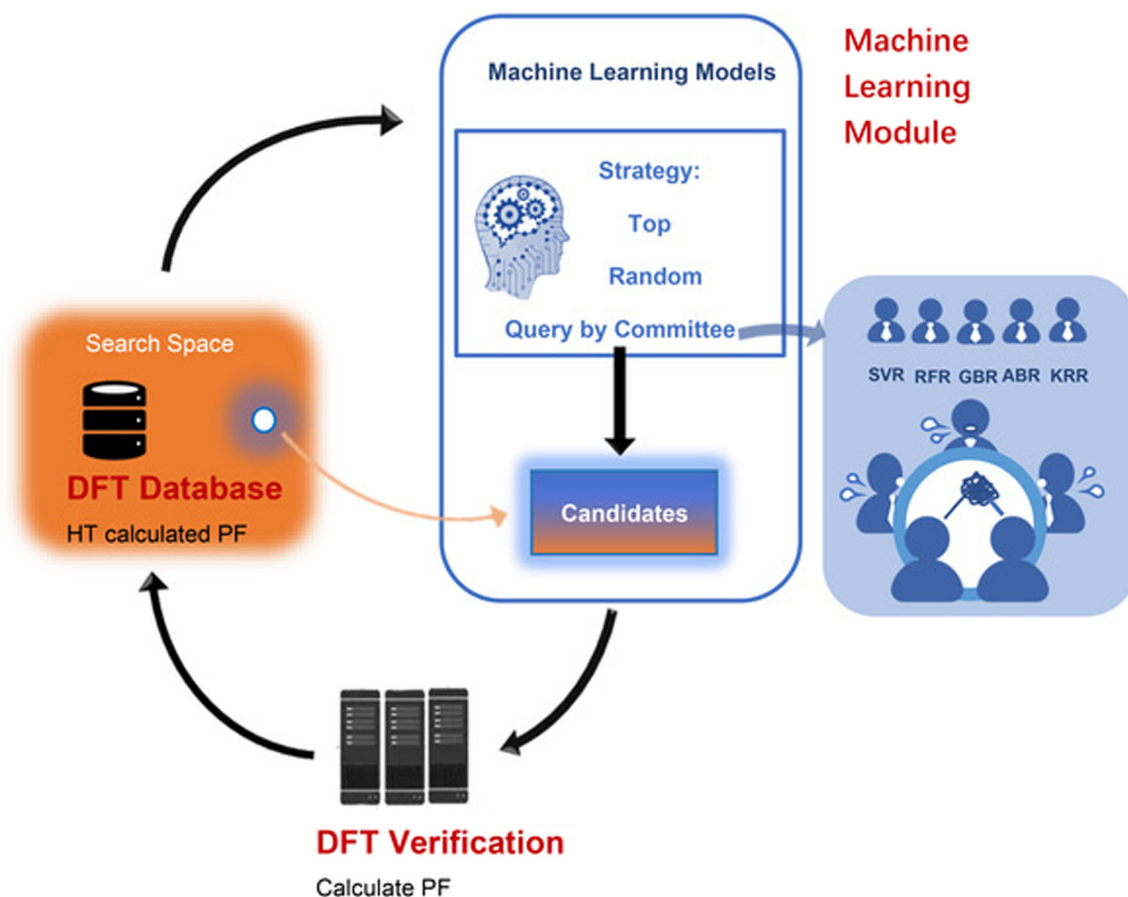 Machine
Learning
Module
Machine Learning Models
Strategy:
Top
Random
Query by Committee
Search Space
DFT Database
HT calculated PF
SVR RFR GBR ABR KRR
Candidates
DFT Verification
Calculate PF